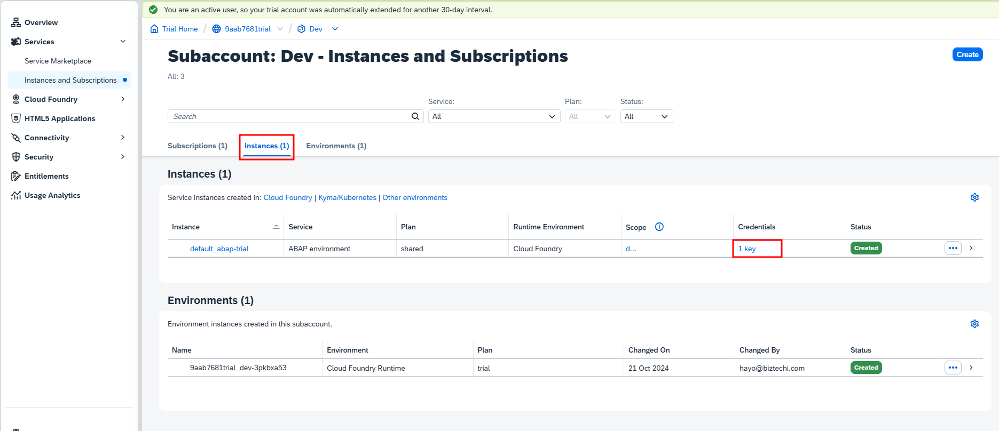 You are an active user, so your trial account was automatically extended for another 30-day interval.
Overview
Services
Service Marketplace
Instances and Subscriptions
Cloud Foundry
HTML5 Applications
Connectivity
Security
Entitlements
Usage Analytics
Trial Home / 9aab7681trial / Dev
Subaccount: Dev - Instances and Subscriptions
Create
All: 3
Service: Plan: Status:
Search All All All
Subscriptions (1) Instances (1) Environments (1)
Instances (1)
Service instances created in: Cloud Foundry | Kyma/Kubernetes | Other environments
Instance Service Plan Runtime Environment Scope Credentials Status
default_abap-trial ABAP environment shared Cloud Foundry d... 1 key Created
Environments (1)
Environment instances created in this subaccount.
Name Environment Plan Changed On Changed By Status
9aab7681trial_dev-3pkbxa53 Cloud Foundry Runtime trial 21 Oct 2024 hayo@biztechi.com Created